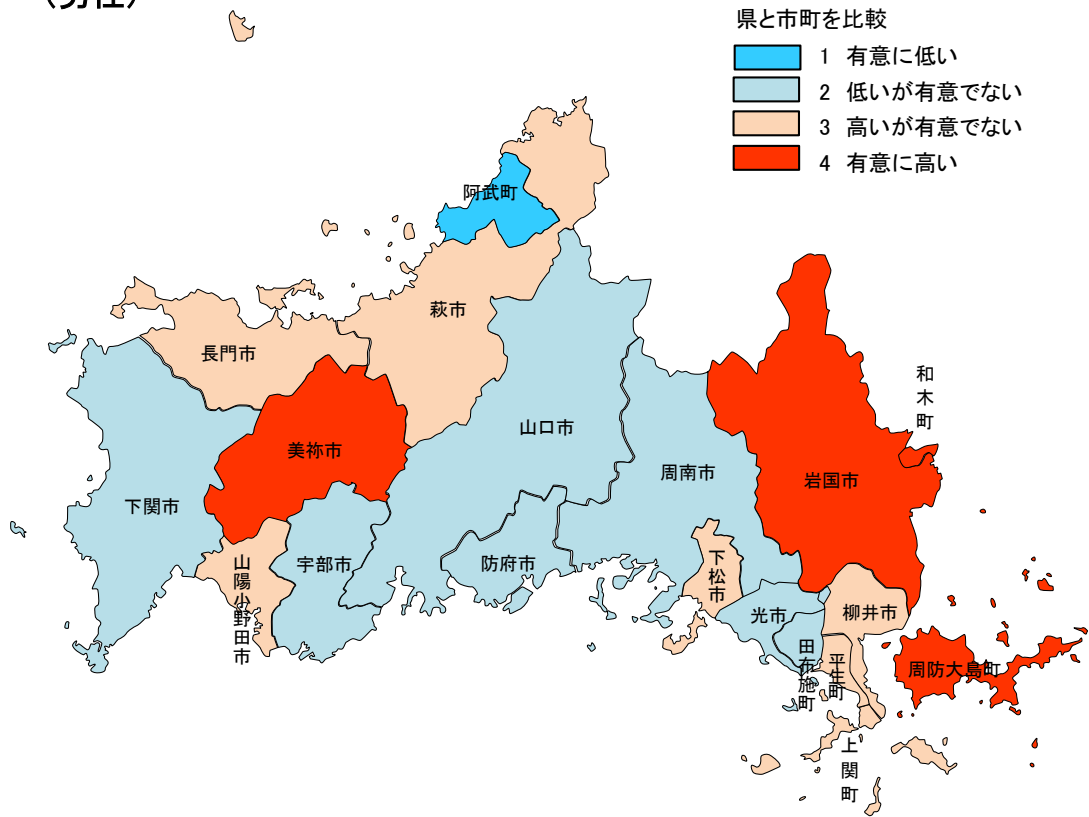 県と市町を比較
1 有意に低い
2 低いが有意でない
3 高いが有意でない
4 有意に高い
阿武町
萩市
長門市
和木町
山口市
美祢市
周南市
岩国市
下関市
山陽小野田市
宇部市
防府市
下松市
光市
柳井市
田布施町
平生町
周防大島町
上関町